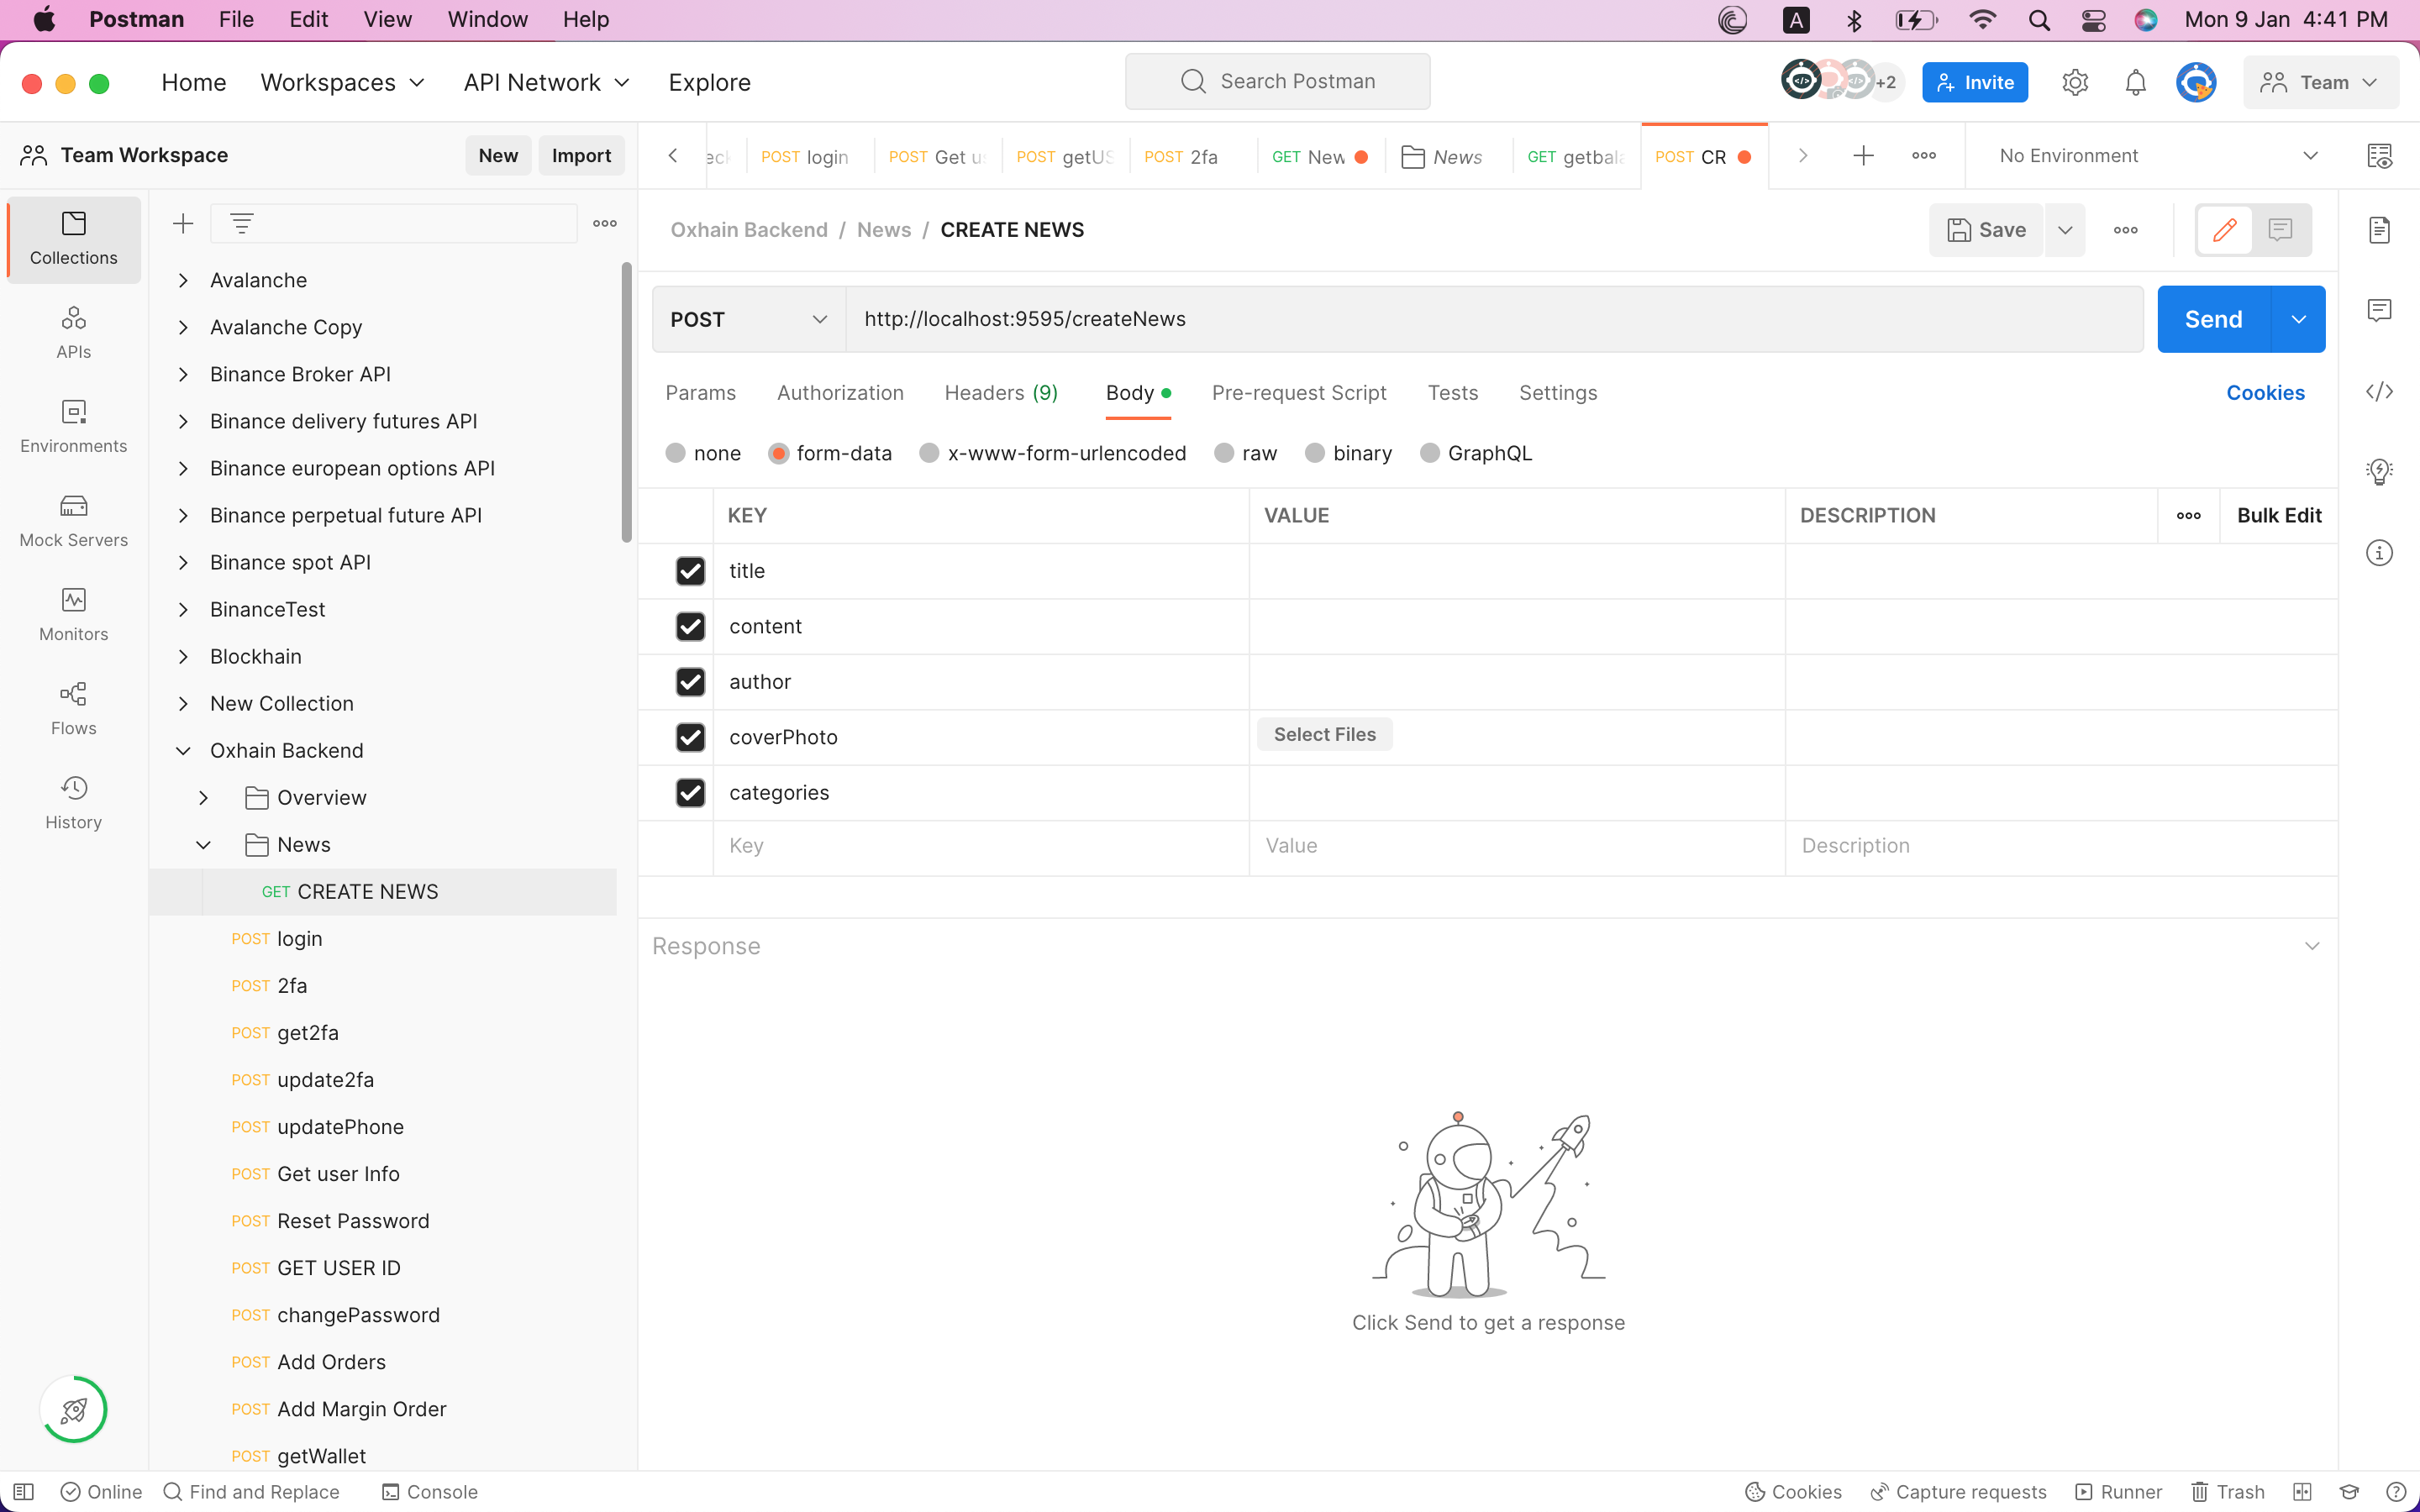 Postman File Edit View Window Help
A
Mon 9 Jan 4:41 PM
Home Workspaces API Network Explore
Search Postman
+2
Invite
Team
Team Workspace
New
Import
POST login
POST Get u
POST getUS
POST 2fa
GET New
News
GET getbala
POST CR
No Environment
Collections
APIs
Environments
Mock Servers
Monitors
Flows
History
Avalanche
Avalanche Copy
Binance Broker API
Binance delivery futures API
Binance european options API
Binance perpetual future API
Binance spot API
BinanceTest
Blockhain
New Collection
Oxhain Backend
Overview
News
GET CREATE NEWS
POST login
POST 2fa
POST get2fa
POST update2fa
POST updatePhone
POST Get user Info
POST Reset Password
POST GET USER ID
POST changePassword
POST Add Orders
POST Add Margin Order
POST getWallet
Oxhain Backend / News / CREATE NEWS
Save
POST
http://localhost:9595/createNews
Send
Params Authorization Headers (9) Body Pre-request Script Tests Settings
Cookies
none form-data x-www-form-urlencoded raw binary GraphQL
KEY VALUE DESCRIPTION
Bulk Edit
title
content
author
coverPhoto Select Files
categories
Key Value Description
Response
Click Send to get a response
Online Find and Replace Console
Cookies Capture requests Runner Trash